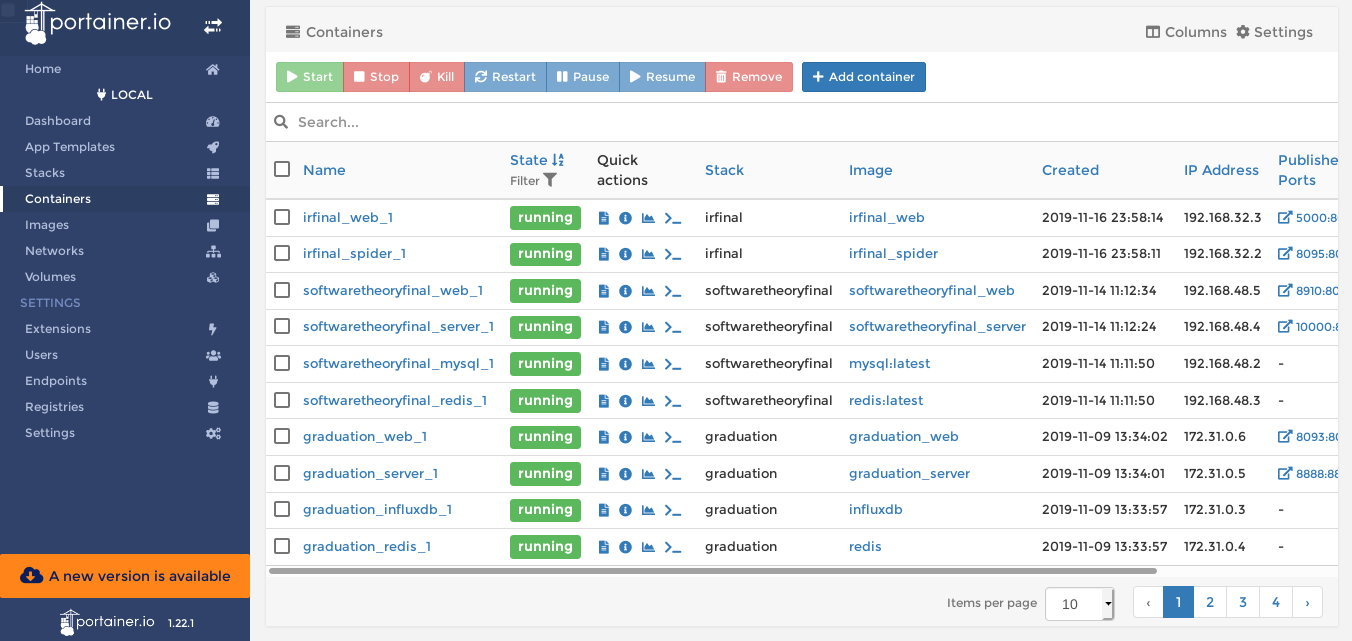 portainer.io
Home
LOCAL
Dashboard
App Templates
Stacks
Containers
Images
Networks
Volumes
SETTINGS
Extensions
Users
Endpoints
Registries
Settings
A new version is available
portainer.io 1.22.1
Containers Columns Settings
Start Stop Kill Restart Pause Resume Remove Add container
Search...
Name State Filter Quick actions Stack Image Created IP Address Publishe Ports
irfinal_web_1 running irfinal irfinal_web 2019-11-16 23:58:14 192.168.32.3 5000:8
irfinal_spider_1 running irfinal irfinal_spider 2019-11-16 23:58:11 192.168.32.2 8095:80
softwaretheoryfinal_web_1 running softwaretheoryfinal softwaretheoryfinal_web 2019-11-14 11:12:34 192.168.48.5 8910:80
softwaretheoryfinal_server_1 running softwaretheoryfinal softwaretheoryfinal_server 2019-11-14 11:12:24 192.168.48.4 10000:8
softwaretheoryfinal_mysql_1 running softwaretheoryfinal mysql:latest 2019-11-14 11:11:50 192.168.48.2 -
softwaretheoryfinal_redis_1 running softwaretheoryfinal redis:latest 2019-11-14 11:11:50 192.168.48.3 -
graduation_web_1 running graduation graduation_web 2019-11-09 13:34:02 172.31.0.6 8093:80
graduation_server_1 running graduation graduation_server 2019-11-09 13:34:01 172.31.0.5 8888:88
graduation_influxdb_1 running graduation influxdb 2019-11-09 13:33:57 172.31.0.3 -
graduation_redis_1 running graduation redis 2019-11-09 13:33:57 172.31.0.4 -
Items per page 10 ‹ 1 2 3 4 ›